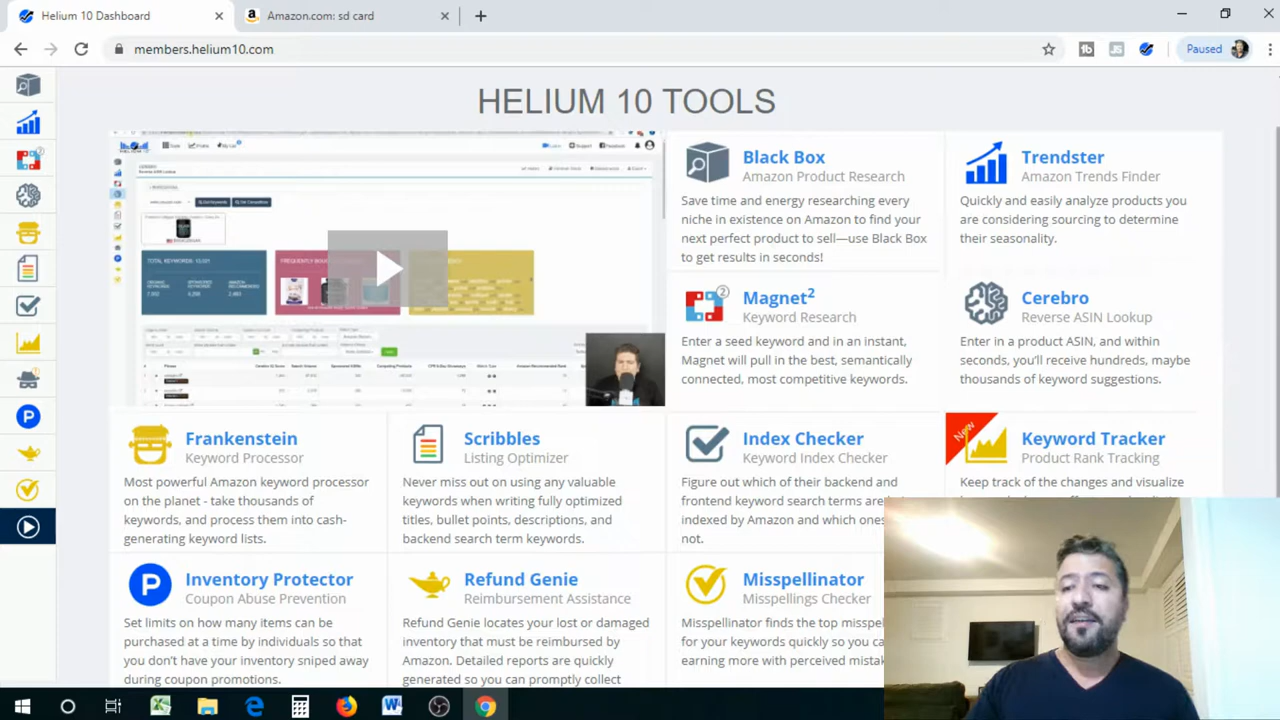 Helium 10 Dashboard
Amazon.com: sd card
members.helium10.com
Paused
HELIUM 10 TOOLS
TOTAL KEYWORDS:
FREQUENTLY
Black Box
Amazon Product Research
Save time and energy researching every
niche in existence on Amazon to find your
next perfect product to sell—use Black Box
to get results in seconds!
Trendster
Amazon Trends Finder
Quickly and easily analyze products you
are considering sourcing to determine
their seasonality.
2
Magnet2
Keyword Research
Enter a seed keyword and in an instant,
Magnet will pull in the best, semantically
connected, most competitive keywords.
Cerebro
Reverse ASIN Lookup
Enter in a product ASIN, and within
seconds, you'll receive hundreds, maybe
thousands of keyword suggestions.
Frankenstein
Keyword Processor
Most powerful Amazon keyword processor
on the planet - take thousands of
keywords, and process them into cash-
generating keyword lists.
Scribbles
Listing Optimizer
Never miss out on using any valuable
keywords when writing fully optimized
titles, bullet points, descriptions, and
backend search term keywords.
Index Checker
Keyword Index Checker
Figure out which of their backend and
frontend keyword search terms are
indexed by Amazon and which ones
not.
New
Keyword Tracker
Product Rank Tracking
Keep track of the changes and visualize
P
Inventory Protector
Coupon Abuse Prevention
Set limits on how many items can be
purchased at a time by individuals so that
you don't have your inventory sniped away
during coupon promotions.
Refund Genie
Reimbursement Assistance
Refund Genie locates your lost or damaged
inventory that must be reimbursed by
Amazon. Detailed reports are quickly
generated so you can promptly collect
Misspellinator
Misspellings Checker
Misspellinator finds the top misspel
for your keywords quickly so you ca
earning more with perceived mistak